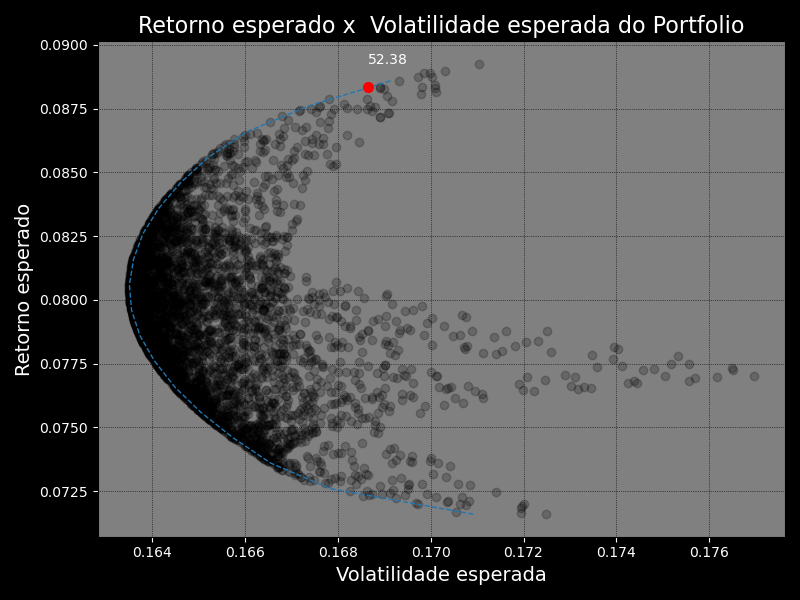 Retorno esperado x  Volatilidade esperada do Portfolio
52.38
0.0900
0.0875
0.0850
0.0825
0.0800
0.0775
0.0750
0.0725
Retorno esperado
0.164 0.166 0.168 0.170 0.172 0.174 0.176
Volatilidade esperada